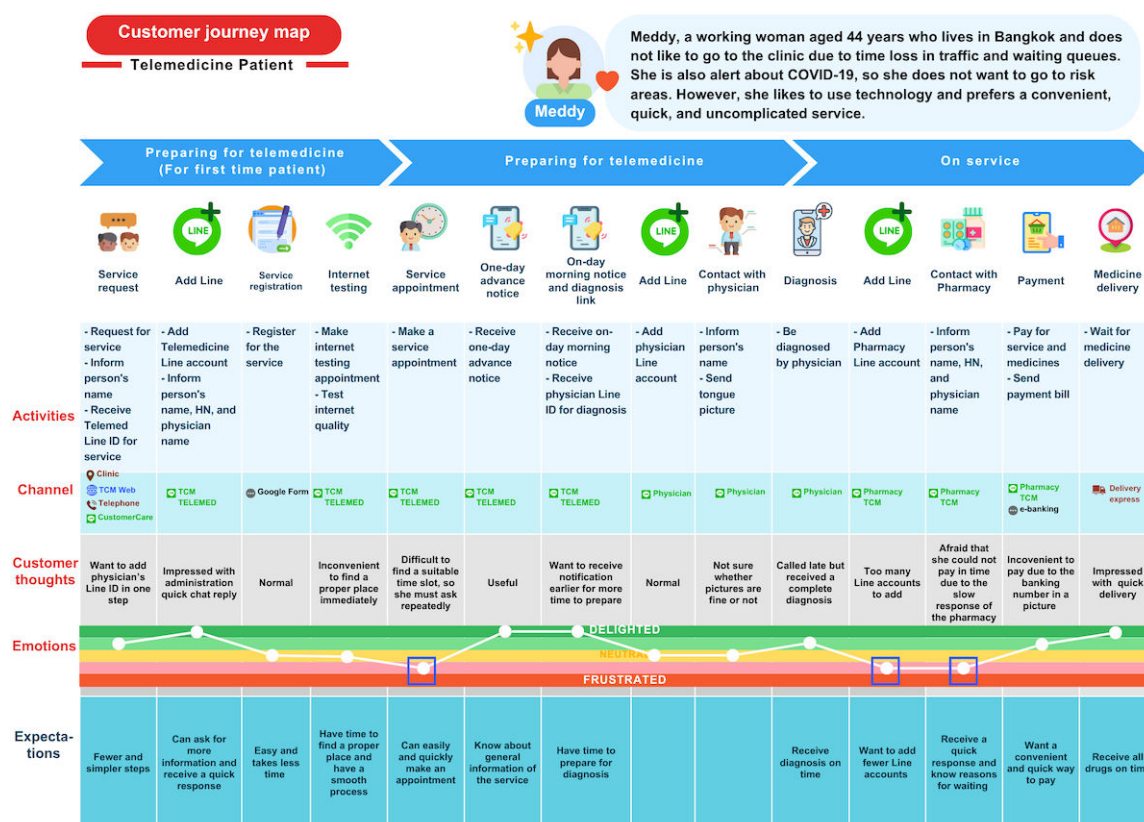 Customer journey map
Telemedicine Patient
Meddy
Meddy, a working woman aged 44 years who lives in Bangkok and does
not like to go to the clinic due to time loss in traffic and waiting queues.
She is also alert about COVID-19, so she does not want to go to risk
areas. However, she likes to use technology and prefers a convenient,
quick, and uncomplicated service.
Preparing for telemedicine
(For first time patient)
Preparing for telemedicine
On service
LINE
LINE
LINE
Service
request
Add Line
Service
registration
Internet
testing
Service
appointment
One-day
advance
notice
On-day
morning notice
and diagnosis
link
Add Line
Contact with
physician
Diagnosis
Add Line
Contact with
Pharmacy
Payment
Medicine
delivery
Activities
- Request for
service
- Inform
person's
name
- Receive
Telemed
Line ID for
service
- Add
Telemedicine
Line account
- Inform
person's
name, HN, and
physician
name
- Register
for the
service
- Make
internet
testing
appointment
- Test
internet
quality
- Make a
service
appointment
- Receive
one-day
advance
notice
- Receive on-
day morning
notice
- Receive
physician Line
ID for diagnosis
- Add
physician
Line
account
- Inform
person's
name
- Send
tongue
picture
- Be
diagnosed
by physician
- Add
Pharmacy
Line account
- Inform
person's
name, HN,
and
physician
name
- Pay for
service and
medicines
- Send
payment bill
- Wait for
medicine
delivery
Channel
Clinic
TCM Web
Telephone
CustomerCare
TCM
TELEMED
Google Form
TCM
TELEMED
TCM
TELEMED
TCM
TELEMED
TCM
TELEMED
Physician
Physician
Physician
Pharmacy
TCM
Pharmacy
TCM
Pharmacy
TCM
e-banking
Delivery
express
Customer
thoughts
Want to add
physician's
Line ID in one
step
Impressed with
administration
quick chat reply
Normal
Inconvenient
to find a
proper place
immediately
Difficult to
find a suitable
time slot, so
she must ask
repeatedly
Useful
Want to receive
notification
earlier for more
time to prepare
Normal
Not sure
whether
pictures are
fine or not
Called late but
received a
complete
diagnosis
Too many
Line accounts
to add
Afraid that
she could not
pay in time
due to the
slow
response of
the pharmacy
Incovenient to
pay due to the
banking
number in a
picture
Impressed
with quick
delivery
Emotions
DELIGHTED
NEUTRAL
FRUSTRATED
Expecta-
tions
Fewer and
simpler steps
Can ask for
more
information and
receive a quick
response
Easy and
takes less
time
Have time to
find a proper
place and
have a
smooth
process
Can easily
and quickly
make an
appointment
Know about
general
information of
the service
Have time to
prepare for
diagnosis
Receive
diagnosis on
time
Want to add
fewer Line
accounts
Receive a
quick
response and
know reasons
for waiting
Want a
convenient
and quick way
to pay
Receive all
drugs on time